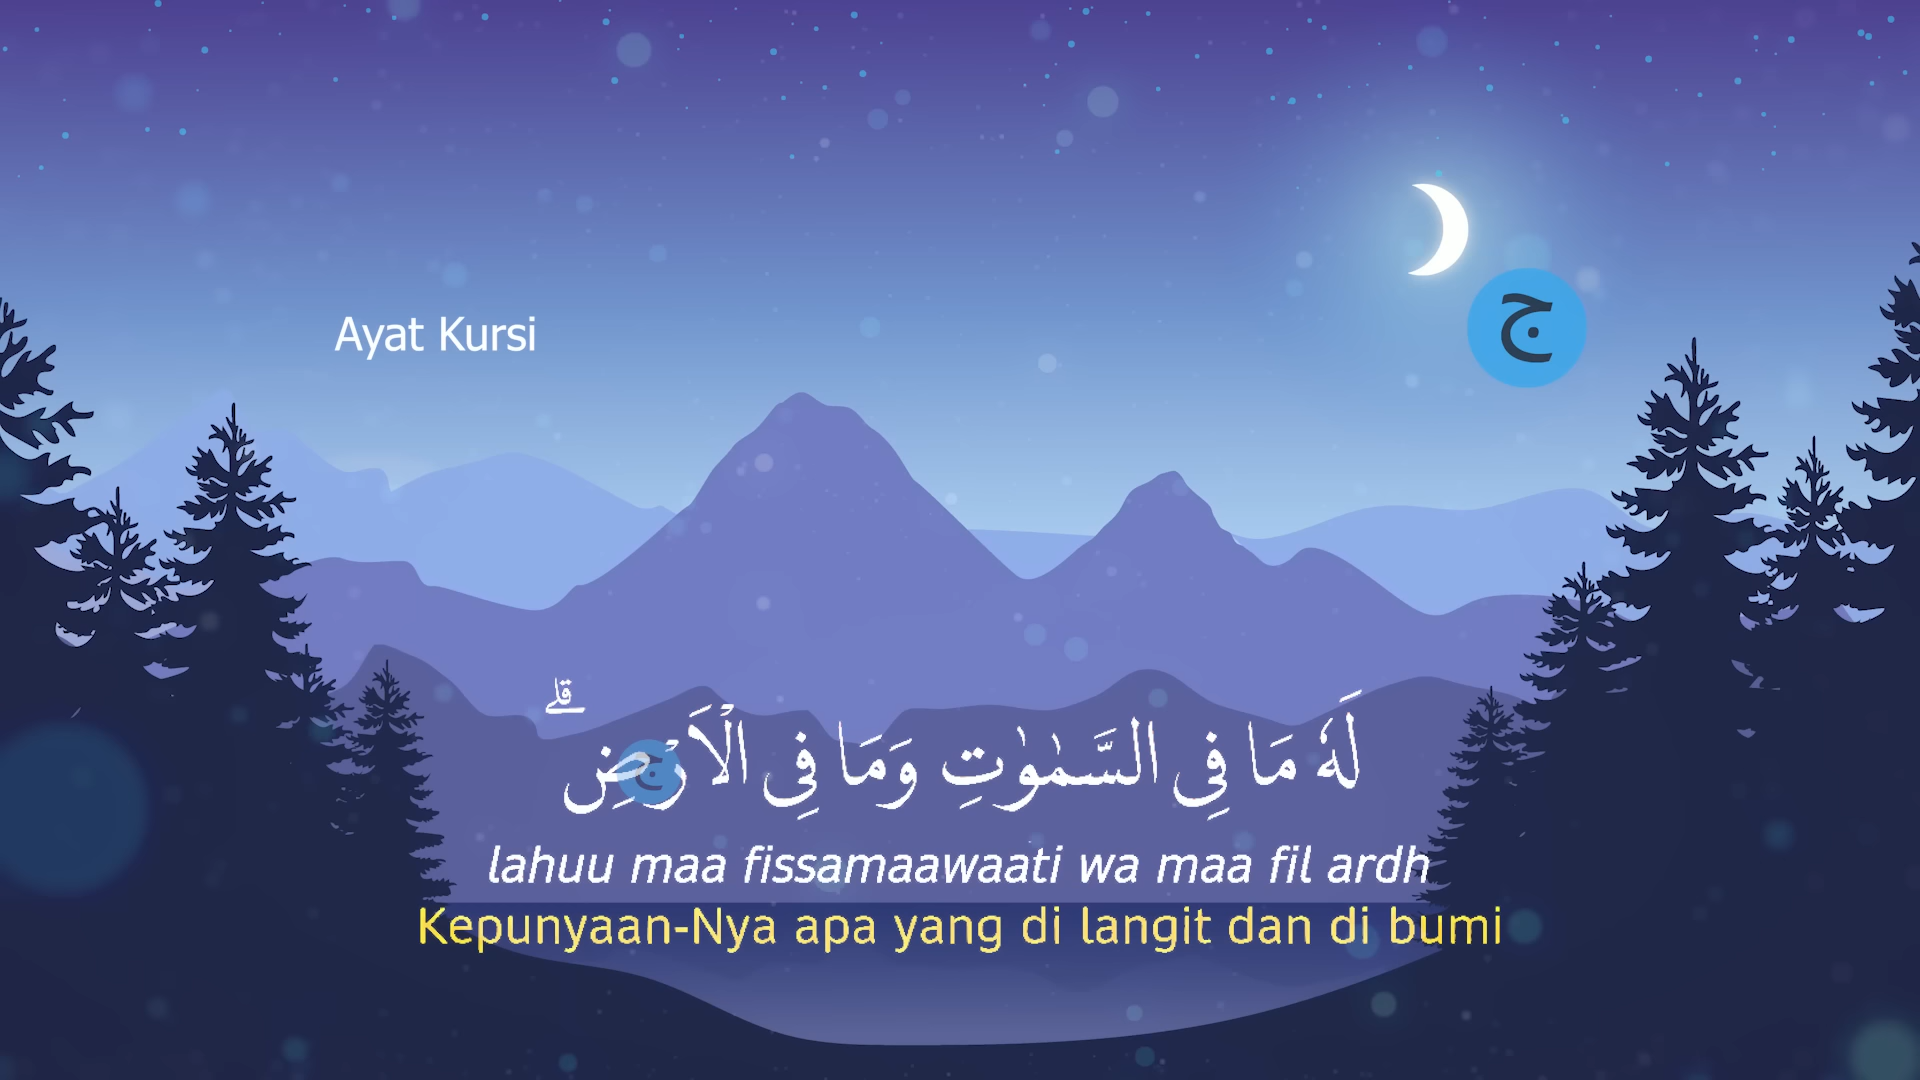 Ayat Kursi
ج
لَهٗ مَا فِى السَّمٰوٰتِ وَمَا فِى الْاَرْضِۗ
ج
lahuu maa fissamaawaati wa maa fil ardh
Kepunyaan-Nya apa yang di langit dan di bumi